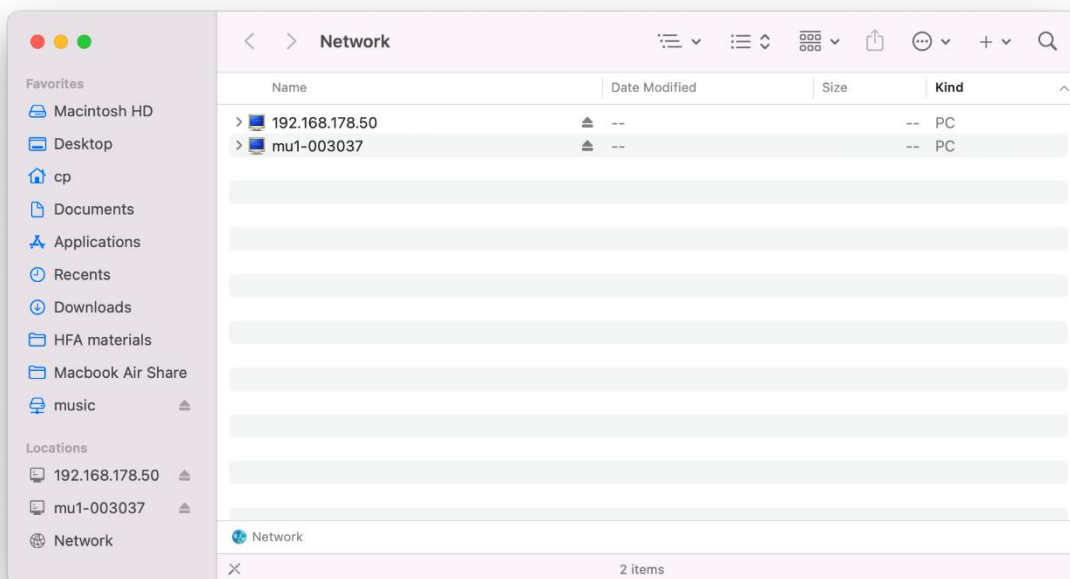 Network
Favorites
Macintosh HD
Desktop
cp
Documents
Applications
Recents
Downloads
HFA materials
Macbook Air Share
music
Locations
192.168.178.50
mu1-003037
Network
Name Date Modified Size Kind
192.168.178.50 -- -- PC
mu1-003037 -- -- PC
Network
2 items